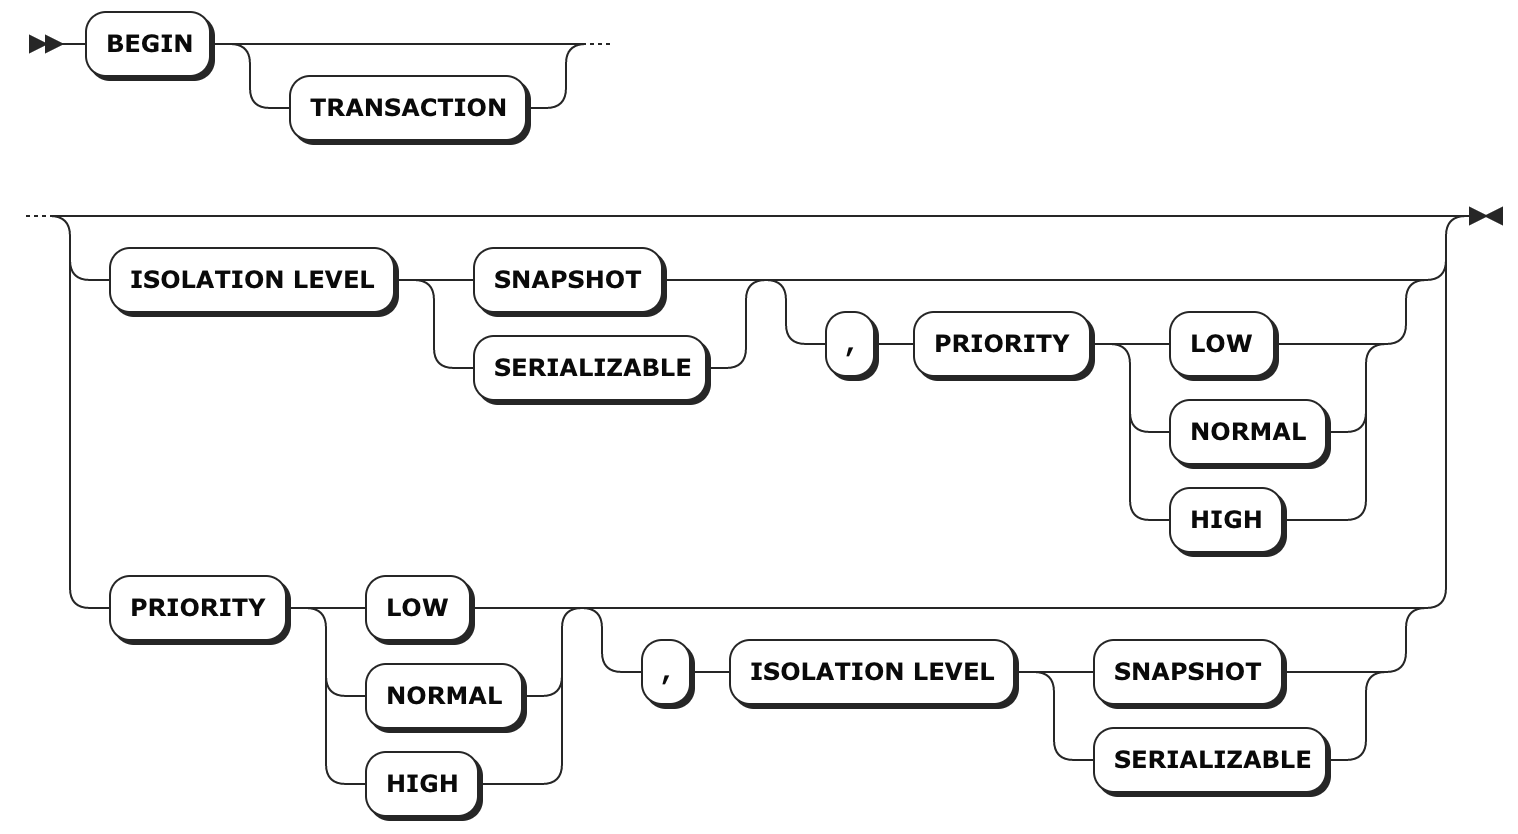 BEGIN
TRANSACTION
ISOLATION LEVEL SNAPSHOT
SERIALIZABLE
, PRIORITY LOW
NORMAL
HIGH
PRIORITY LOW
NORMAL
HIGH
, ISOLATION LEVEL SNAPSHOT
SERIALIZABLE